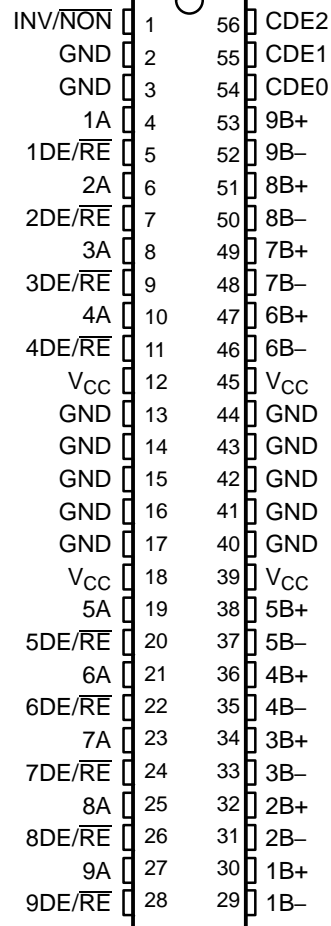 INV/NON 1 56 CDE2
GND 2 55 CDE1
GND 3 54 CDE0
1A 4 53 9B+
1DE/RE 5 52 9B–
2A 6 51 8B+
2DE/RE 7 50 8B–
3A 8 49 7B+
3DE/RE 9 48 7B–
4A 10 47 6B+
4DE/RE 11 46 6B–
VCC 12 45 VCC
GND 13 44 GND
GND 14 43 GND
GND 15 42 GND
GND 16 41 GND
GND 17 40 GND
VCC 18 39 VCC
5A 19 38 5B+
5DE/RE 20 37 5B–
6A 21 36 4B+
6DE/RE 22 35 4B–
7A 23 34 3B+
7DE/RE 24 33 3B–
8A 25 32 2B+
8DE/RE 26 31 2B–
9A 27 30 1B+
9DE/RE 28 29 1B–